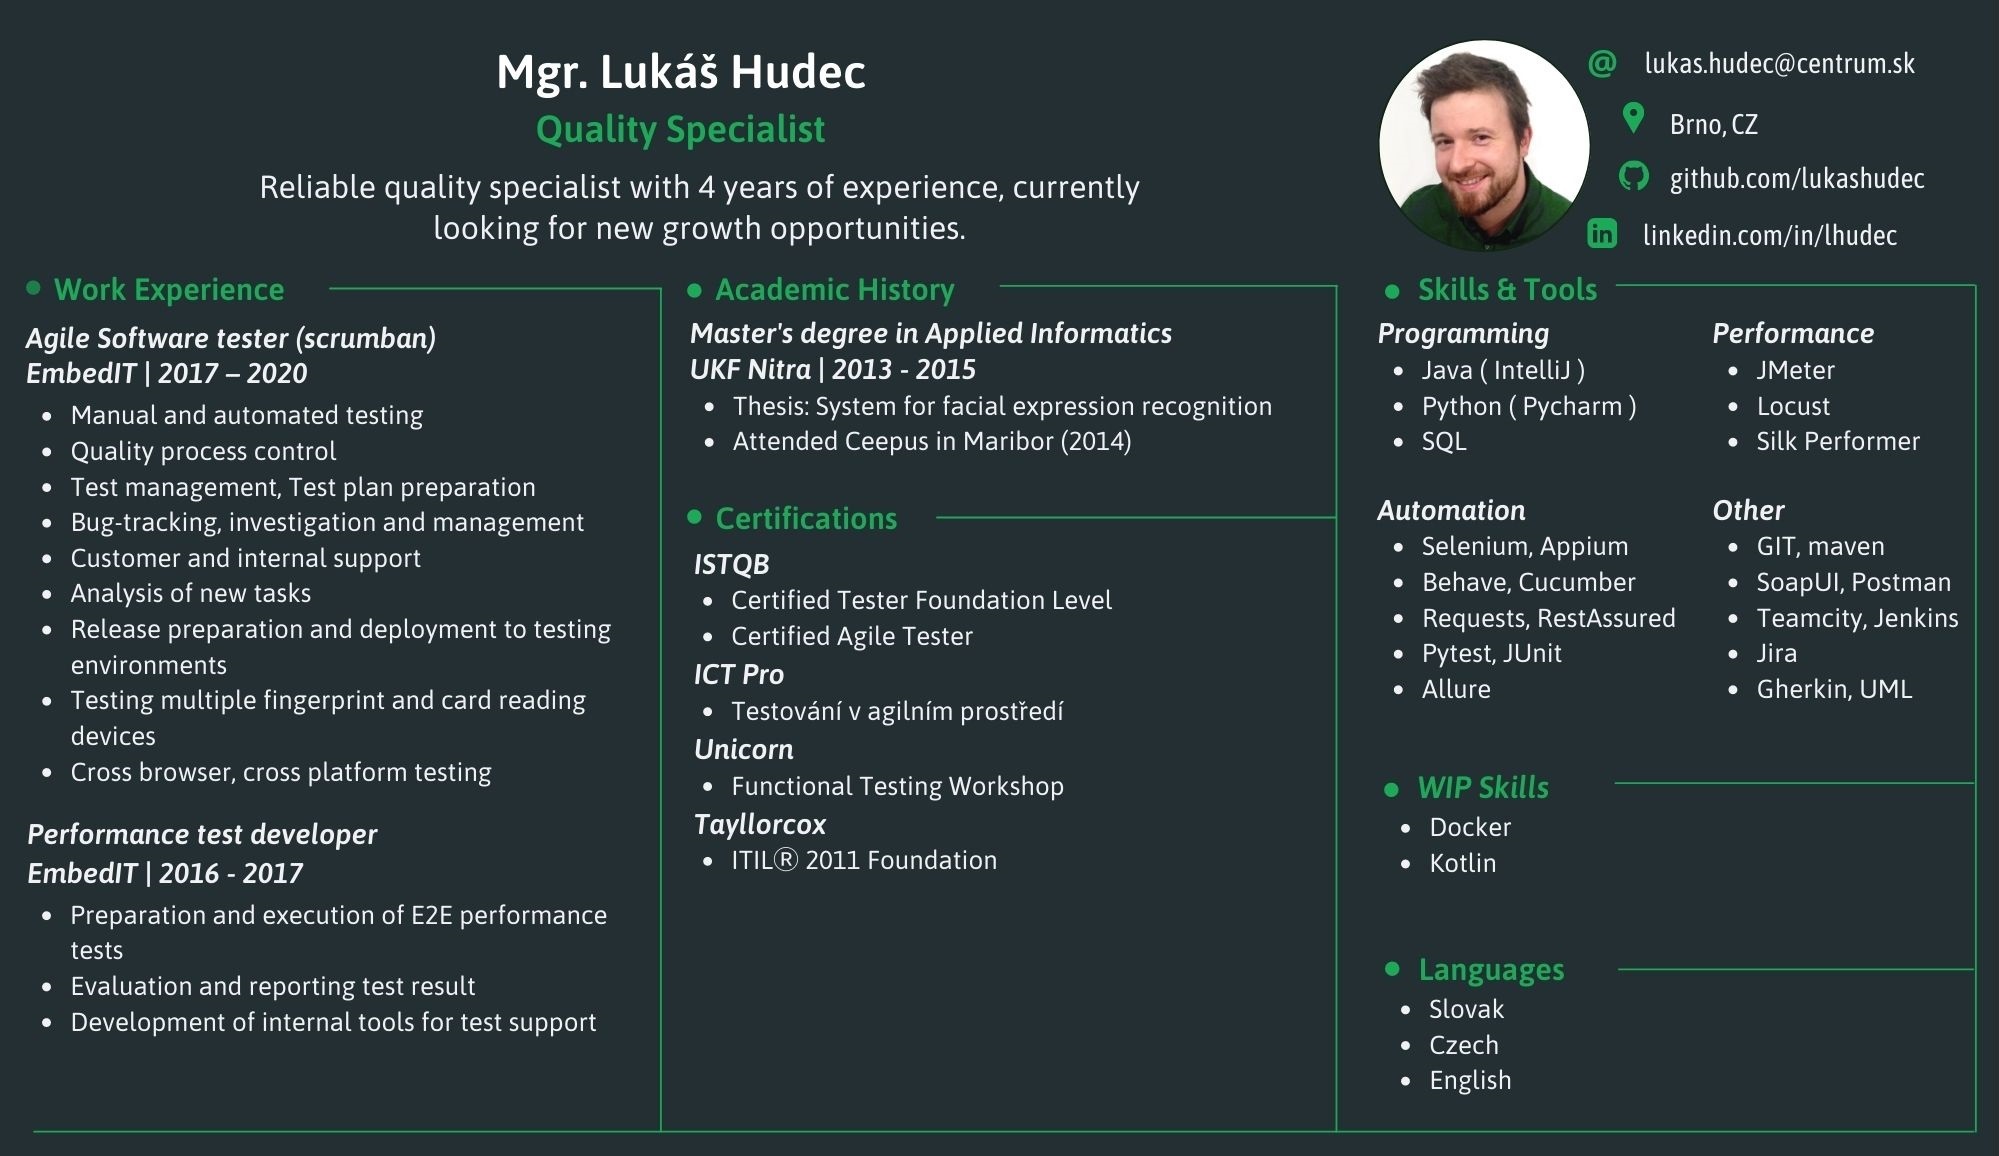 Mgr. Lukáš Hudec
Quality Specialist
Reliable quality specialist with 4 years of experience, currently
looking for new growth opportunities.
@ lukas.hudec@centrum.sk
Brno, CZ
github.com/lukashudec
in linkedin.com/in/lhudec
Work Experience
Agile Software tester (scrumban)
EmbedIT | 2017 – 2020
• Manual and automated testing
• Quality process control
• Test management, Test plan preparation
• Bug-tracking, investigation and management
• Customer and internal support
• Analysis of new tasks
• Release preparation and deployment to testing
environments
• Testing multiple fingerprint and card reading
devices
• Cross browser, cross platform testing
Performance test developer
EmbedIT | 2016 - 2017
• Preparation and execution of E2E performance
tests
• Evaluation and reporting test result
• Development of internal tools for test support
Academic History
Master's degree in Applied Informatics
UKF Nitra | 2013 - 2015
• Thesis: System for facial expression recognition
• Attended Ceepus in Maribor (2014)
Certifications
ISTQB
• Certified Tester Foundation Level
• Certified Agile Tester
ICT Pro
• Testování v agilním prostředí
Unicorn
• Functional Testing Workshop
Tayllorcox
• ITIL® 2011 Foundation
Skills & Tools
Programming
• Java ( IntelliJ )
• Python ( Pycharm )
• SQL
Performance
• JMeter
• Locust
• Silk Performer
Automation
• Selenium, Appium
• Behave, Cucumber
• Requests, RestAssured
• Pytest, JUnit
• Allure
Other
• GIT, maven
• SoapUI, Postman
• Teamcity, Jenkins
• Jira
• Gherkin, UML
WIP Skills
• Docker
• Kotlin
Languages
• Slovak
• Czech
• English